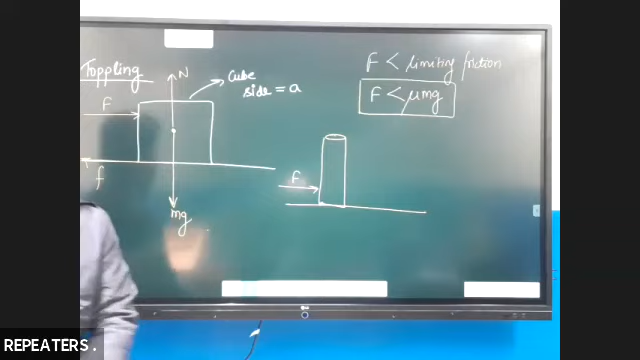 Toppling
N
Cube
side = a
F
f
mg
F < limiting friction
F < μmg
F
REPEATERS.